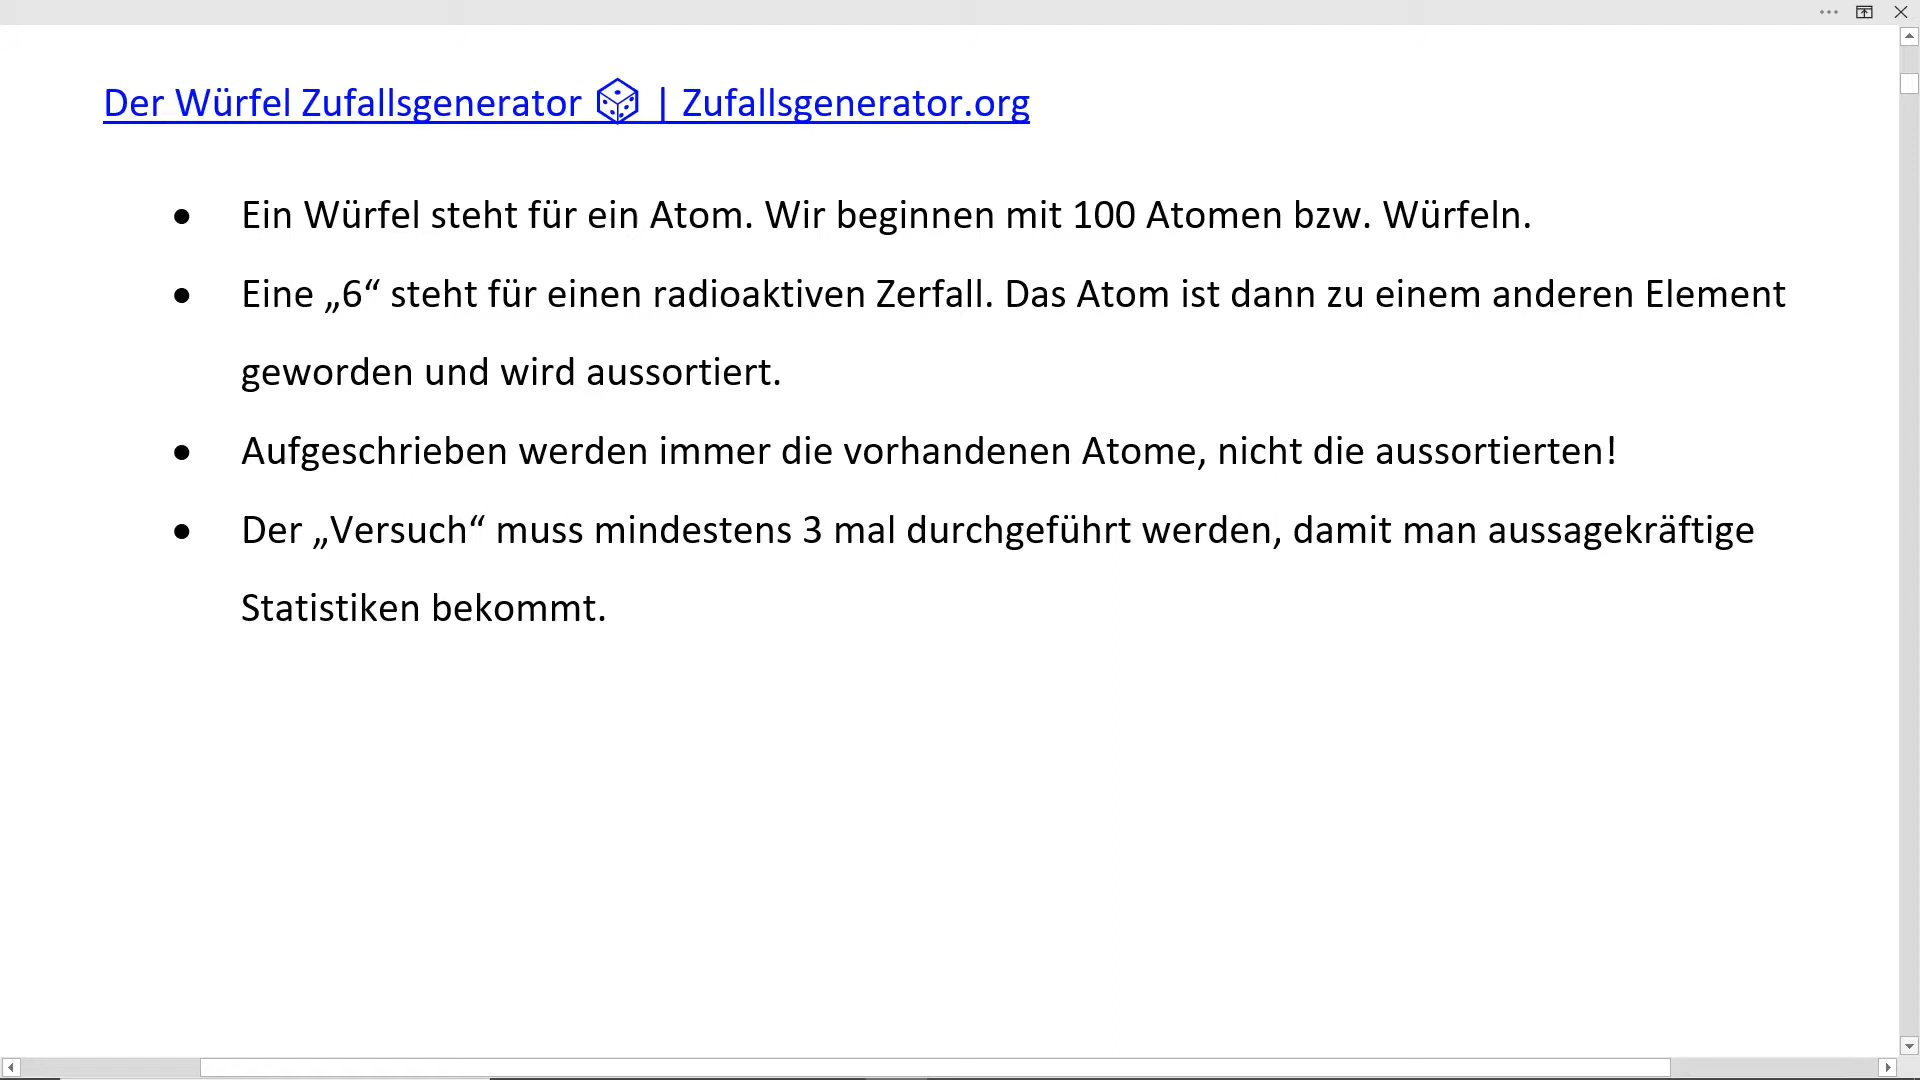 Der Würfel Zufallsgenerator 🎲 | Zufallsgenerator.org
• Ein Würfel steht für ein Atom. Wir beginnen mit 100 Atomen bzw. Würfeln.
• Eine „6“ steht für einen radioaktiven Zerfall. Das Atom ist dann zu einem anderen Element
geworden und wird aussortiert.
• Aufgeschrieben werden immer die vorhandenen Atome, nicht die aussortierten!
• Der „Versuch“ muss mindestens 3 mal durchgeführt werden, damit man aussagekräftige
Statistiken bekommt.